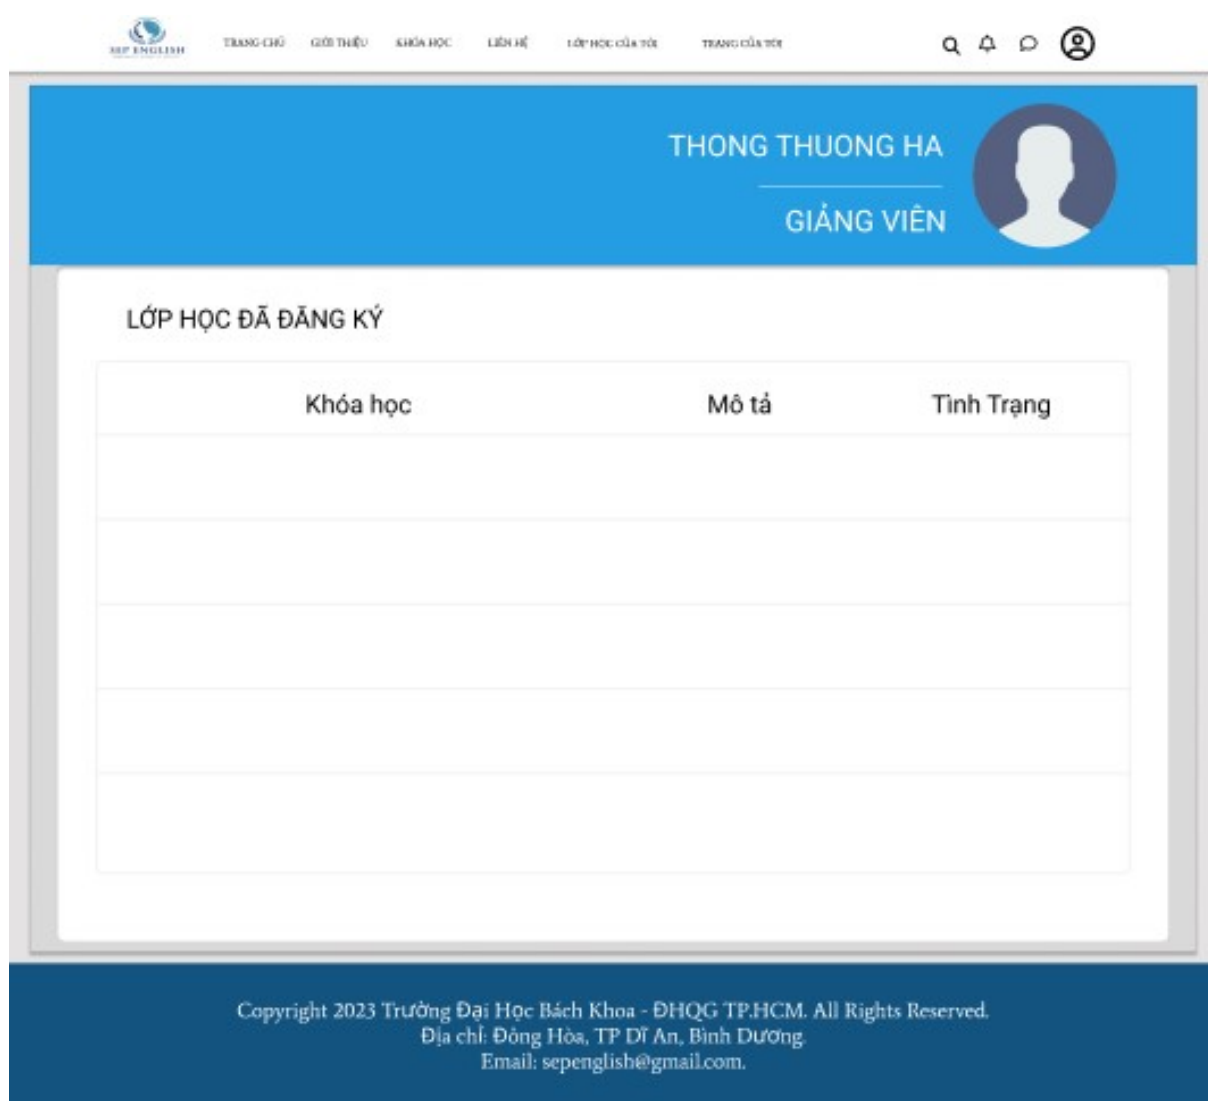 SEP ENGLISH
TRANG CHỦ GIỚI THIỆU KHÓA HỌC LIÊN HỆ LỚP HỌC CỦA TÔI TRANG CỦA TÔI
THONG THUONG HA
GIẢNG VIÊN
LỚP HỌC ĐÃ ĐĂNG KÝ
Khóa học Mô tả Tình Trạng
Copyright 2023 Trường Đại Học Bách Khoa - ĐHQG TP.HCM. All Rights Reserved.
Địa chỉ: Đông Hòa, TP Dĩ An, Bình Dương.
Email: sepenglish@gmail.com.